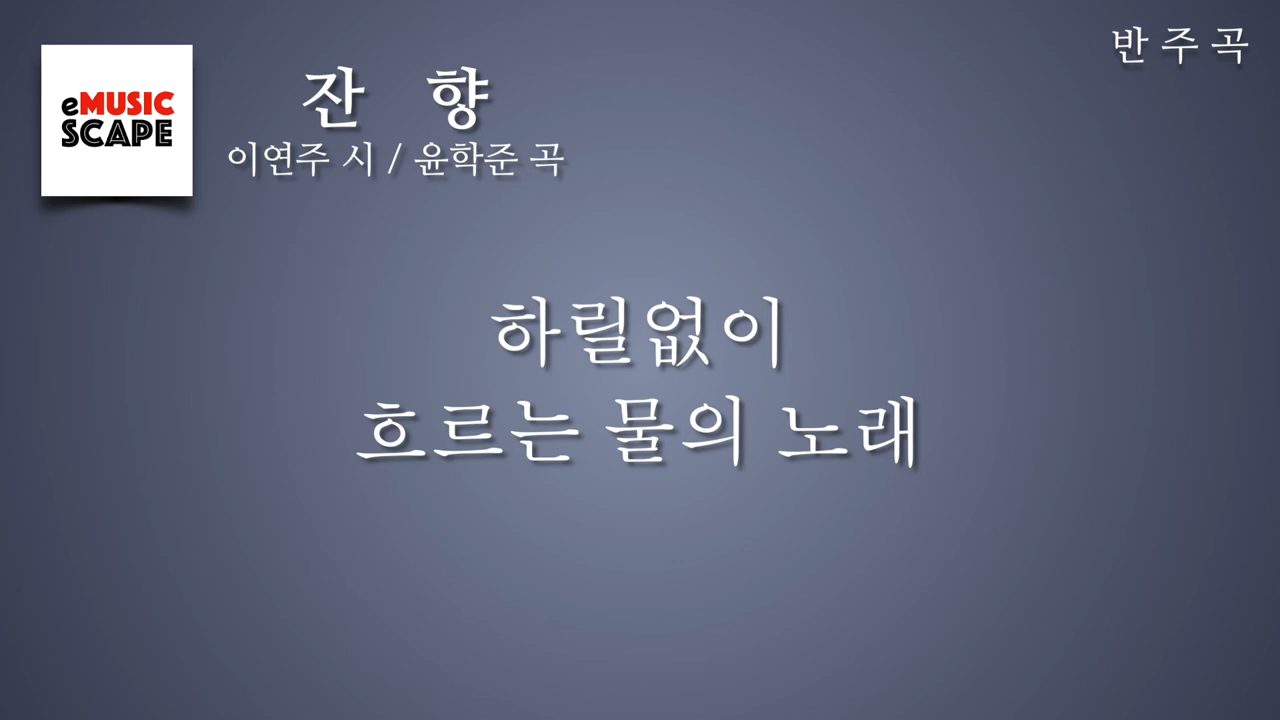 eMUSIC
SCAPE
잔 향
이연주 시 / 윤학준 곡
반 주 곡
하릴없이
흐르는 물의 노래